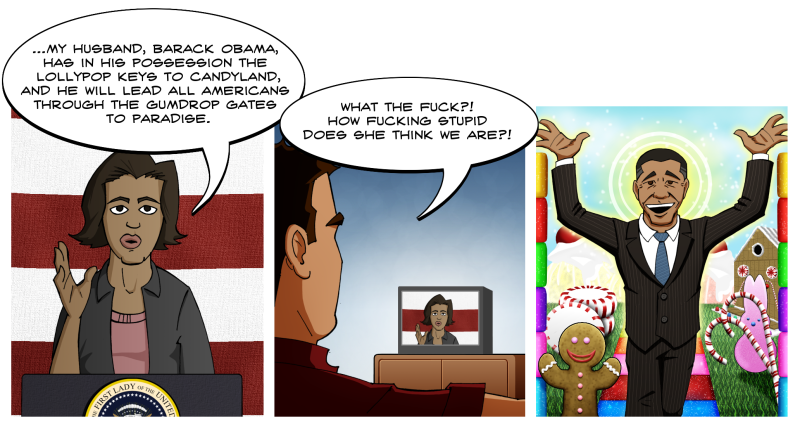 ...MY HUSBAND, BARACK OBAMA,
HAS IN HIS POSSESSION THE
LOLLYPOP KEYS TO CANDYLAND,
AND HE WILL LEAD ALL AMERICANS
THROUGH THE GUMDROP GATES
TO PARADISE.
WHAT THE FUCK?!
HOW FUCKING STUPID
DOES SHE THINK WE ARE?!
THE FIRST LADY OF THE UNITED